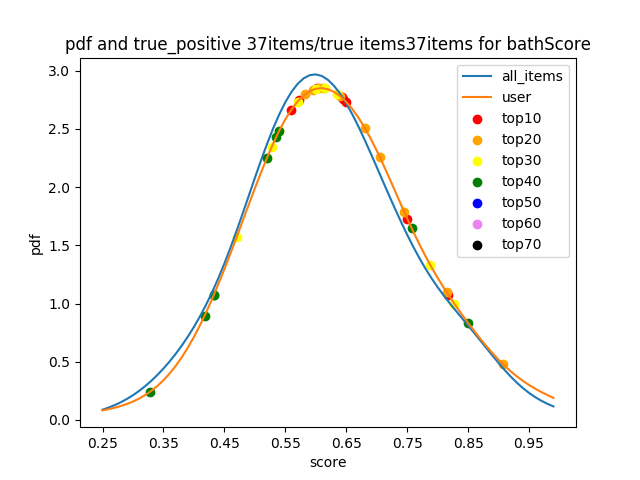 pdf and true_positive 37items/true items37items for bathScore
3.0
2.5
2.0
1.5
1.0
0.5
0.0
pdf
all_items
user
top10
top20
top30
top40
top50
top60
top70
0.25 0.35 0.45 0.55 0.65 0.75 0.85 0.95
score